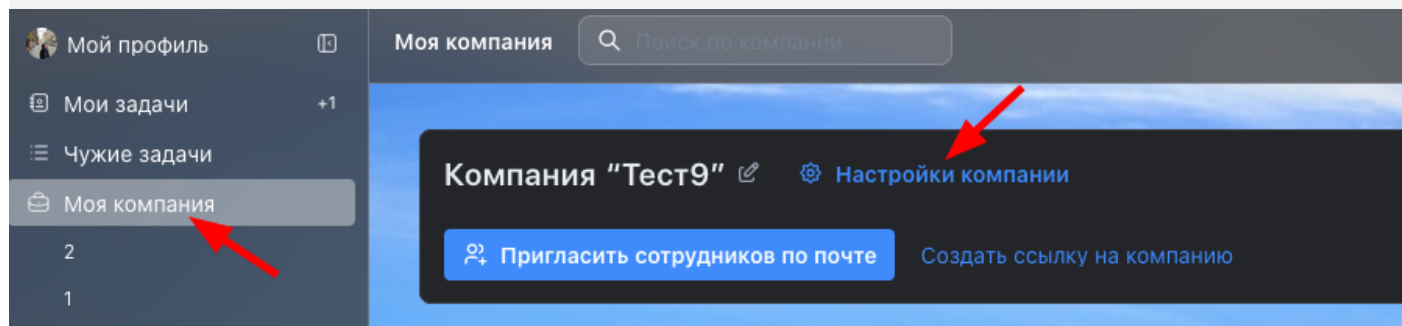 Мой профиль
Мои задачи +1
Чужие задачи
Моя компания
2
1
Моя компания
Поиск по компании
Компания “Тест9”
Настройки компании
Пригласить сотрудников по почте
Создать ссылку на компанию